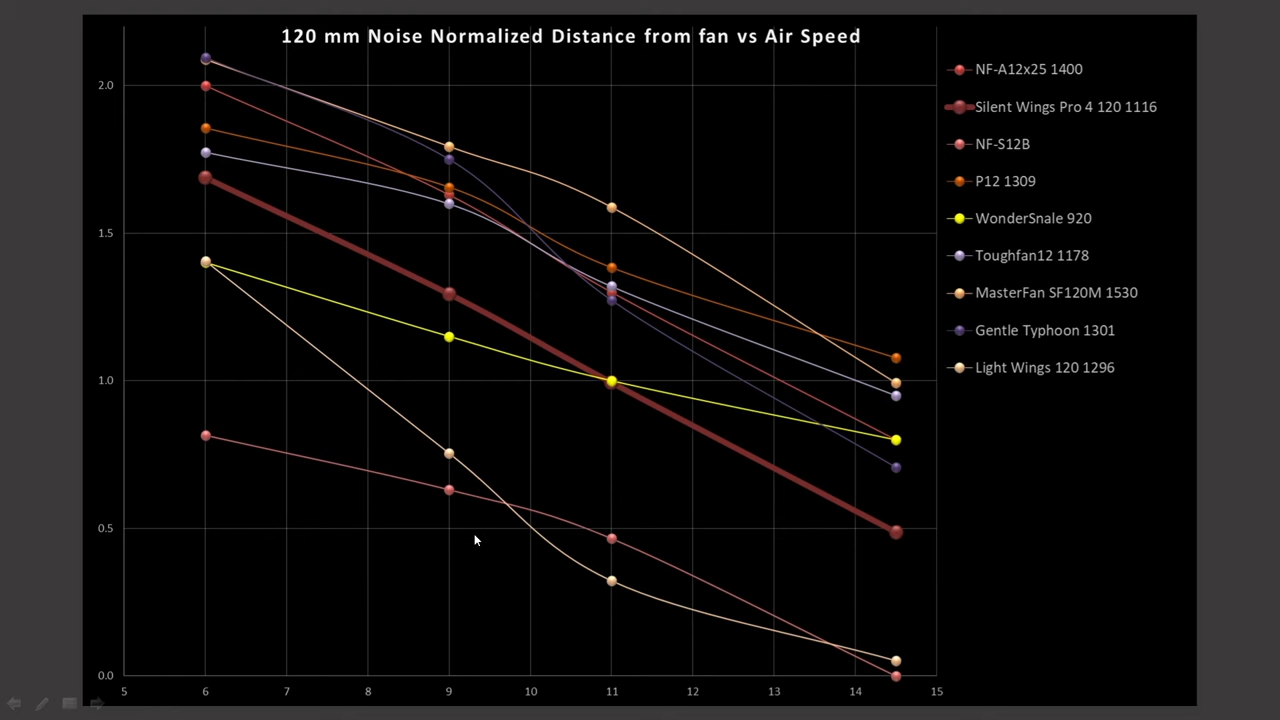 120 mm Noise Normalized Distance from fan vs Air Speed
NF-A12x25 1400
Silent Wings Pro 4 120 1116
NF-S12B
P12 1309
WonderSnale 920
Toughfan12 1178
MasterFan SF120M 1530
Gentle Typhoon 1301
Light Wings 120 1296
2.0
1.5
1.0
0.5
0.0
5 6 7 8 9 10 11 12 13 14 15